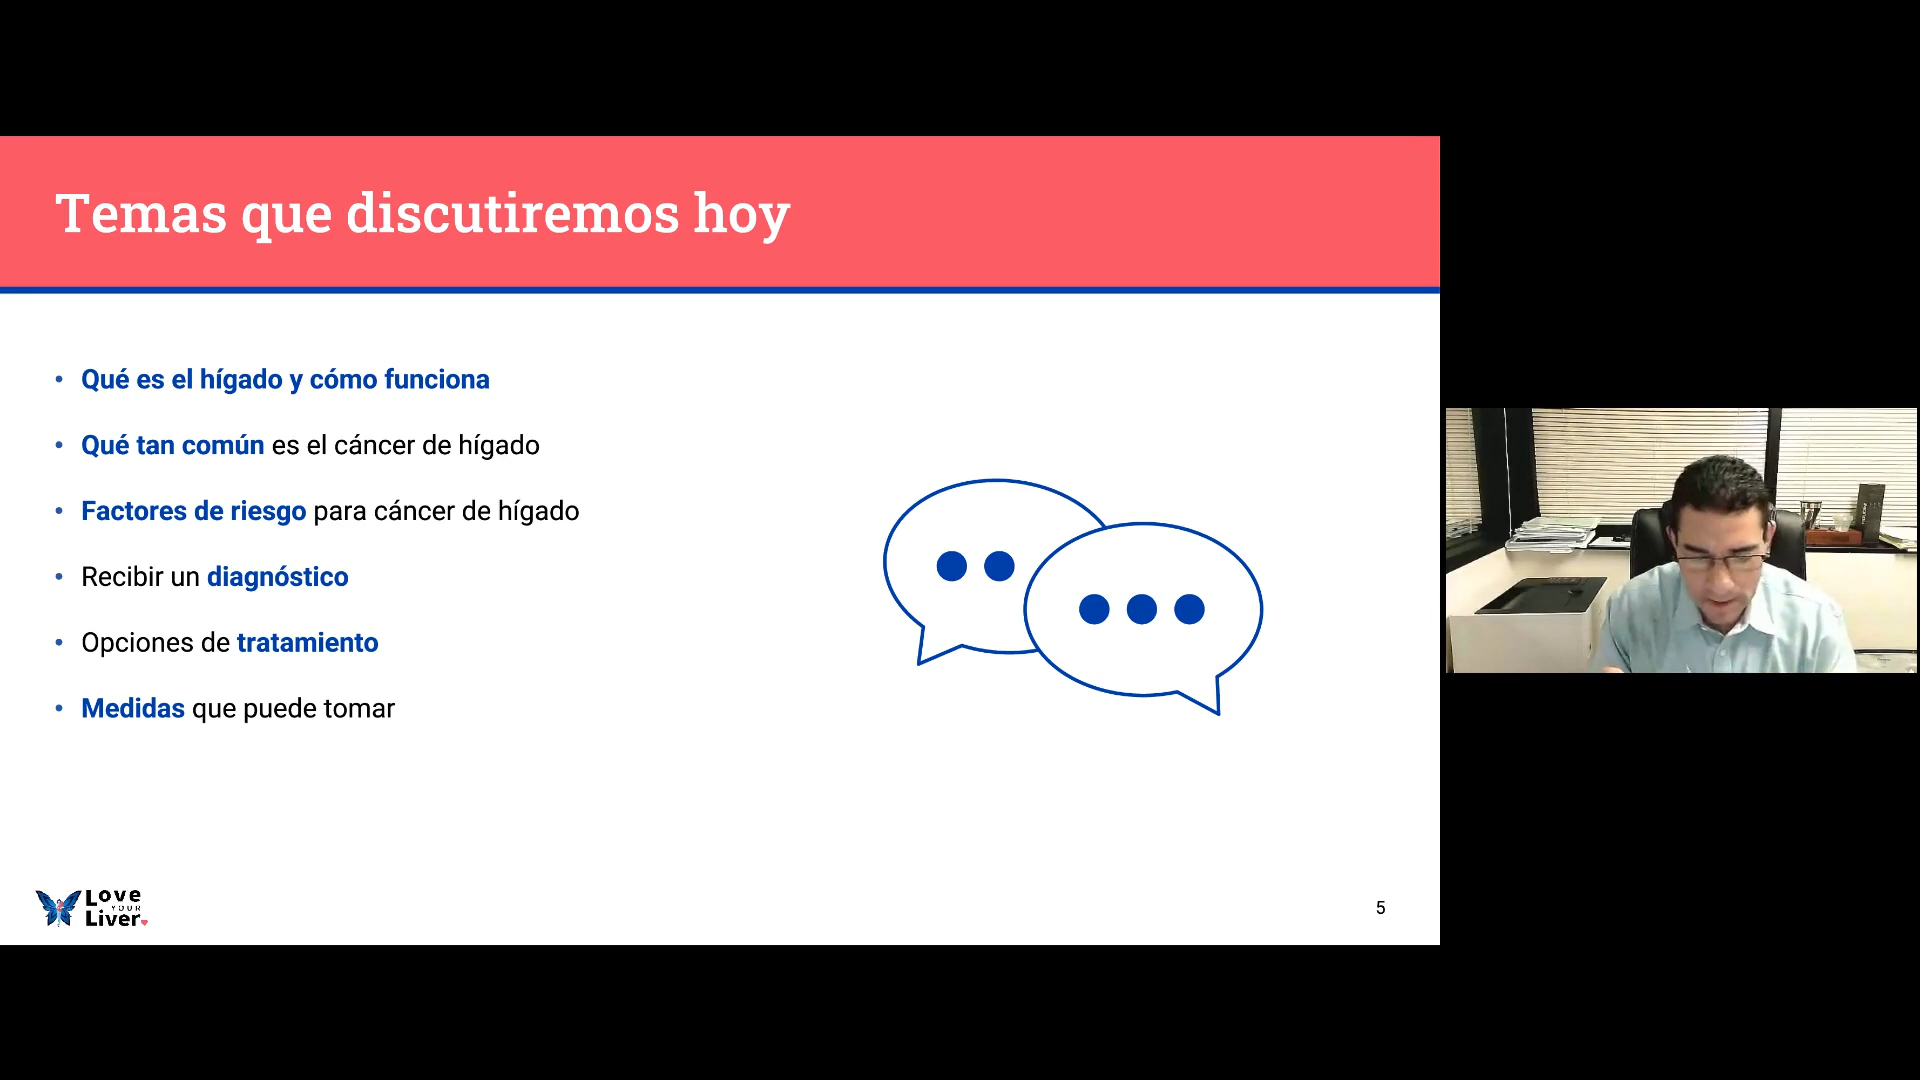 Temas que discutiremos hoy
• Qué es el hígado y cómo funciona
• Qué tan común es el cáncer de hígado
• Factores de riesgo para cáncer de hígado
• Recibir un diagnóstico
• Opciones de tratamiento
• Medidas que puede tomar
Love
YOUR
Liver
5